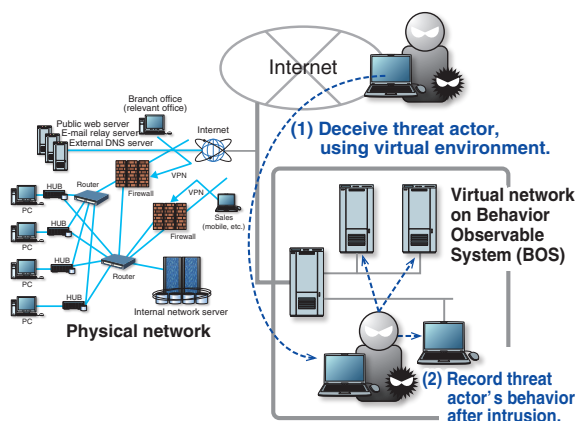 Internet
(1) Deceive threat actor,
using virtual environment.
Branch office
(relevant office)
Public web server
E-mail relay server
External DNS server
Internet
VPN
Firewall
Router
HUB
PC
VPN
Sales
(mobile, etc.)
Firewall
HUB
PC
HUB
PC
Router
HUB
PC
Internal network server
Physical network
Virtual network
on Behavior
Observable
System (BOS)
(2) Record threat
actor's behavior
after intrusion.